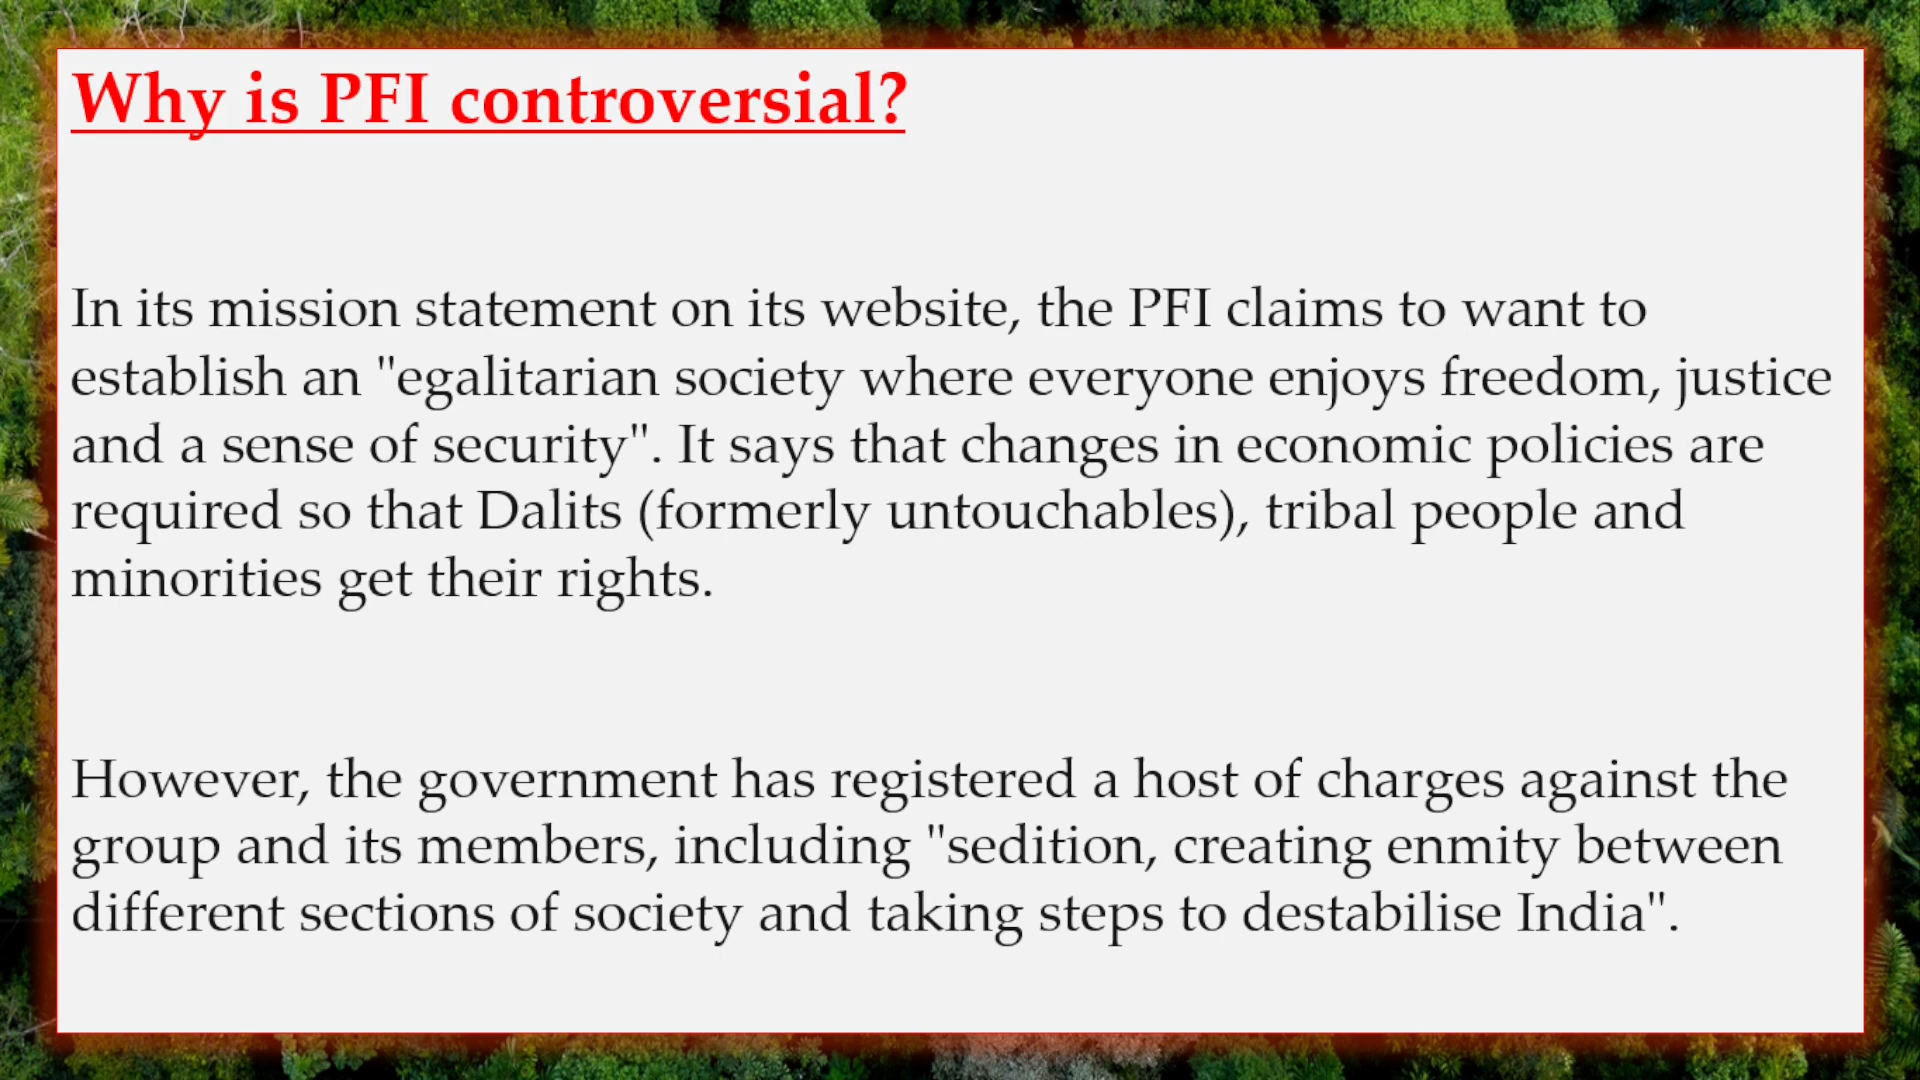 Why is PFI controversial?
In its mission statement on its website, the PFI claims to want to
establish an "egalitarian society where everyone enjoys freedom, justice
and a sense of security". It says that changes in economic policies are
required so that Dalits (formerly untouchables), tribal people and
minorities get their rights.
However, the government has registered a host of charges against the
group and its members, including "sedition, creating enmity between
different sections of society and taking steps to destabilise India".